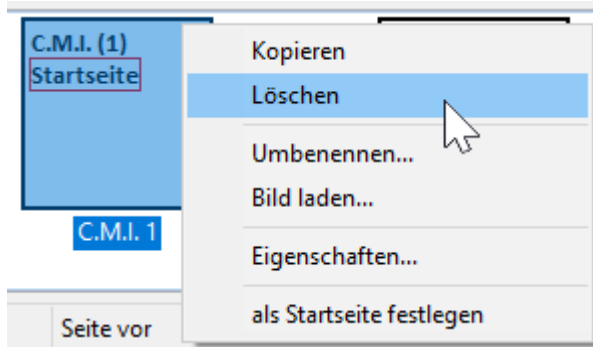 C.M.I. (1)
Startseite
C.M.I. 1
Kopieren
Löschen
Umbenennen...
Bild laden...
Eigenschaften...
als Startseite festlegen
Seite vor